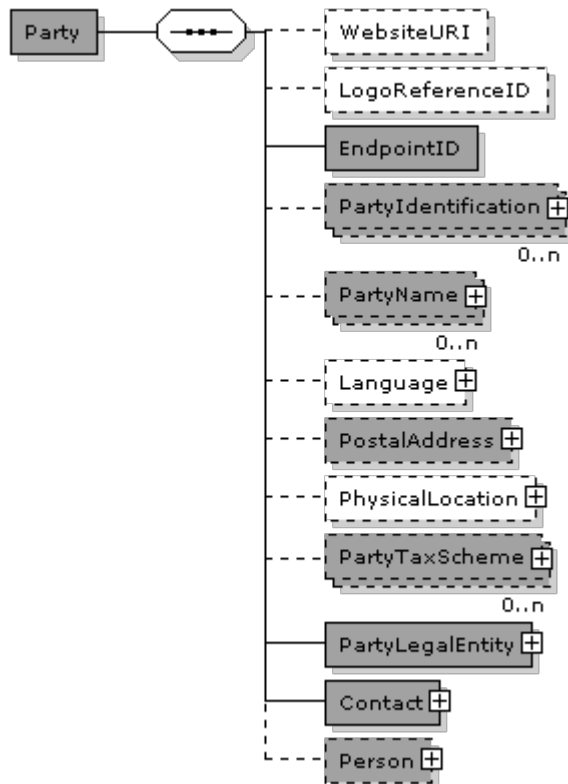 Party
WebsiteURI
LogoReferenceID
EndpointID
PartyIdentification
0..n
PartyName
0..n
Language
PostalAddress
PhysicalLocation
PartyTaxScheme
0..n
PartyLegalEntity
Contact
Person